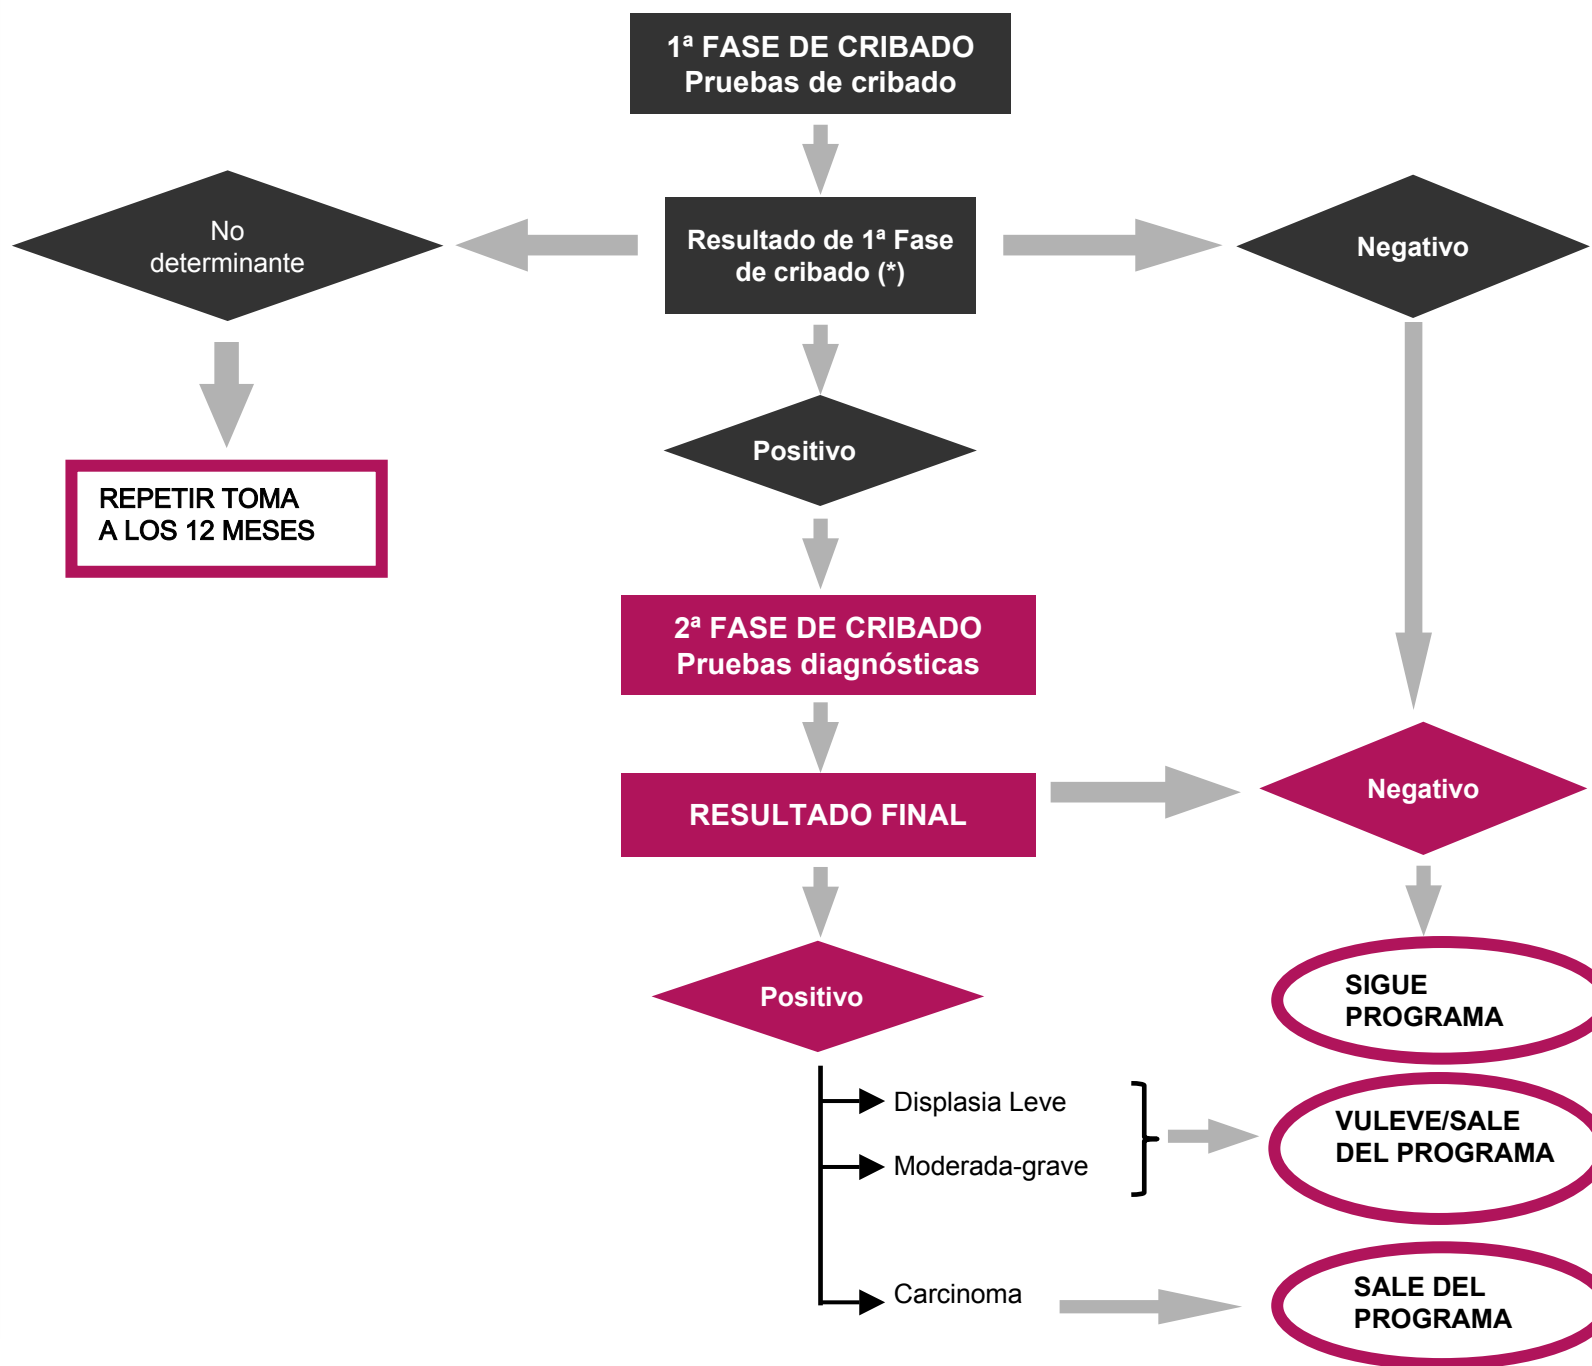 1ª FASE DE CRIBADO
Pruebas de cribado
No
determinante
Resultado de 1ª Fase
de cribado (*)
Negativo
Positivo
REPETIR TOMA
A LOS 12 MESES
2ª FASE DE CRIBADO
Pruebas diagnósticas
RESULTADO FINAL
Negativo
Positivo
SIGUE
PROGRAMA
Displasia Leve
Moderada-grave
VULEVE/SALE
DEL PROGRAMA
Carcinoma
SALE DEL
PROGRAMA